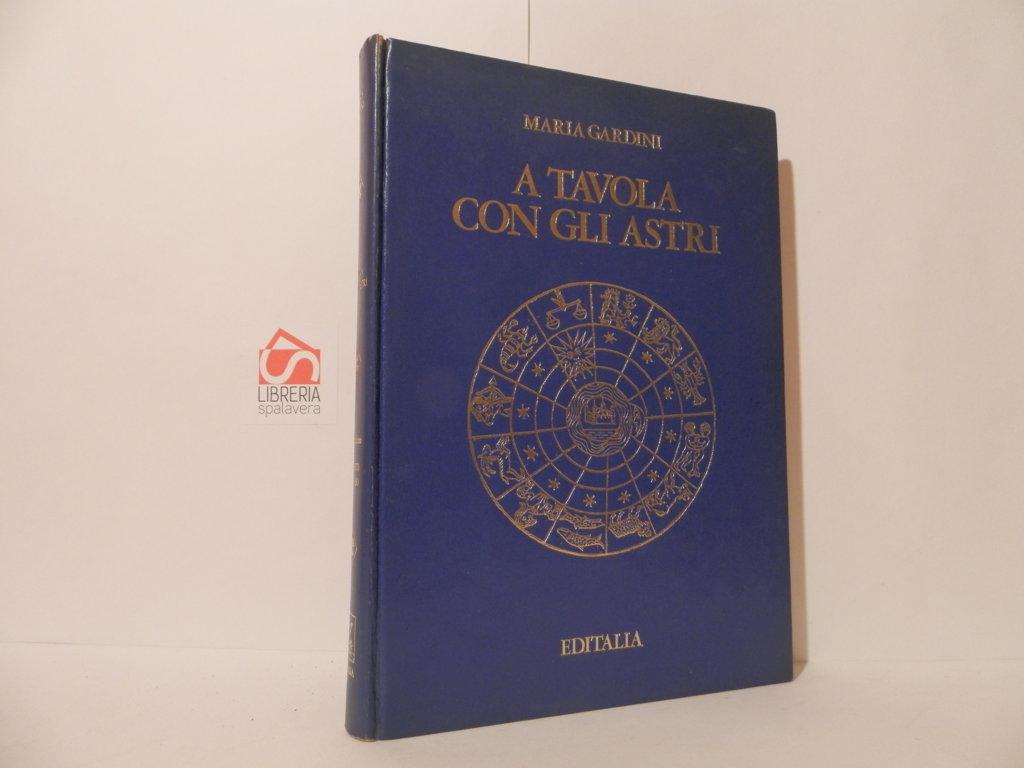 MARIA GARDINI
A TAVOLA
CON GLI ASTRI
EDITALIA
LIBRERIA
spalavera